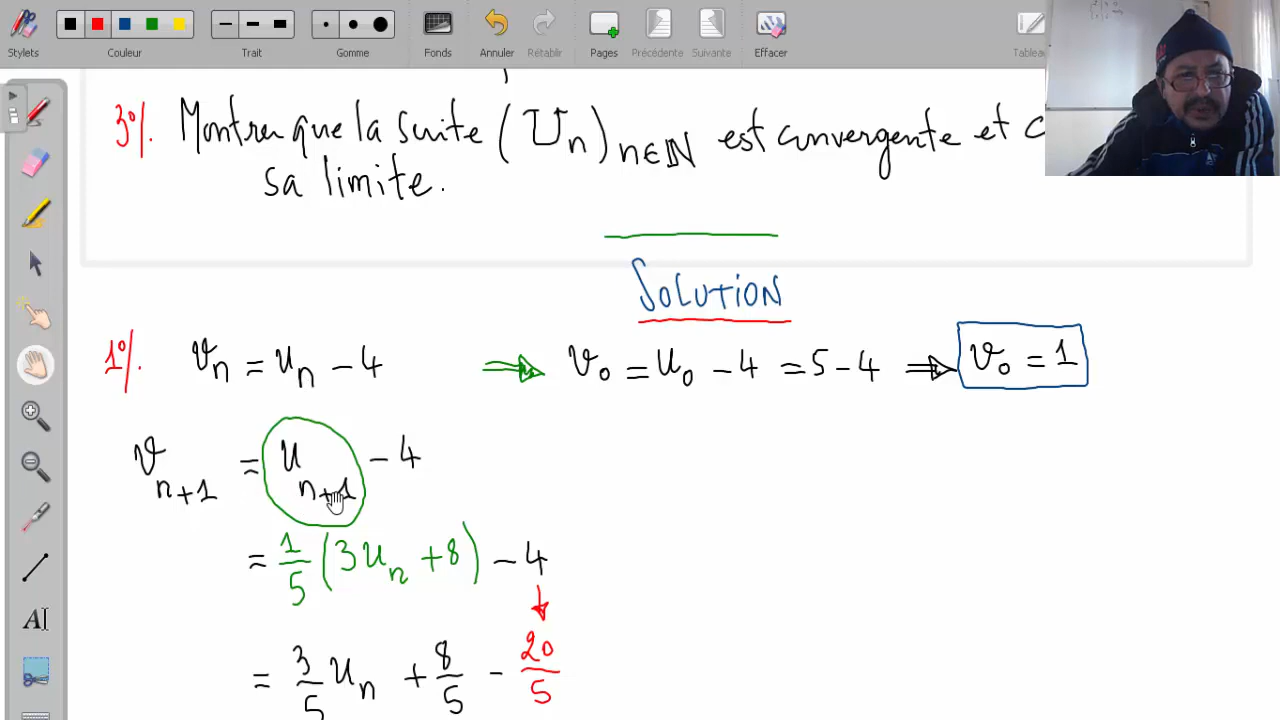 Stylets Couleur Trait Gomme Fonds Annuler Rétablir Pages Précédente Suivante Effacer
3°/. Montrer que la suite (Un) n∈ℕ est convergente et
sa limite.
SOLUTION
1°/. vn = un - 4 ⇒ v0 = u0 - 4 = 5 - 4 ⇒ v0 = 1
vn+1 = un+1 - 4
= 1/5 (3un + 8) - 4
= 3/5 un + 8/5 - 20/5